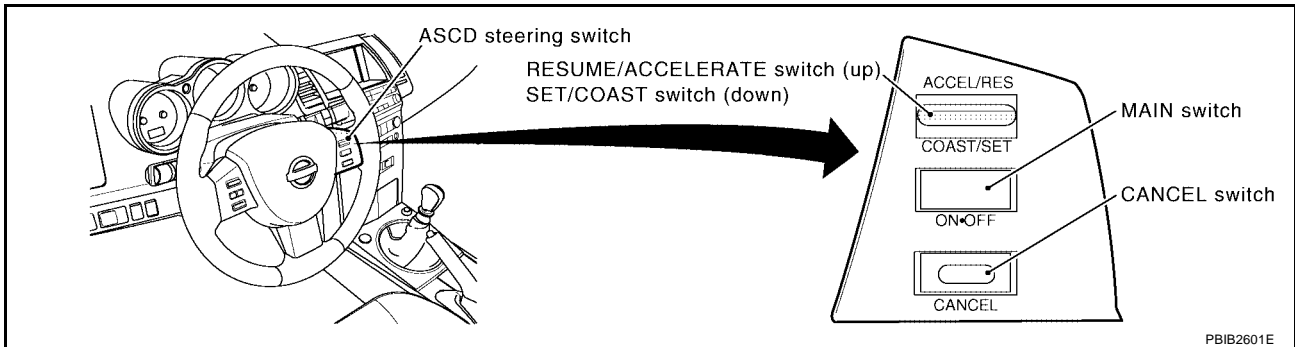 ASCD steering switch
RESUME/ACCELERATE switch (up)
SET/COAST switch (down)
ACCEL/RES
COAST/SET
MAIN switch
ON•OFF
CANCEL switch
CANCEL
PBIB2601E